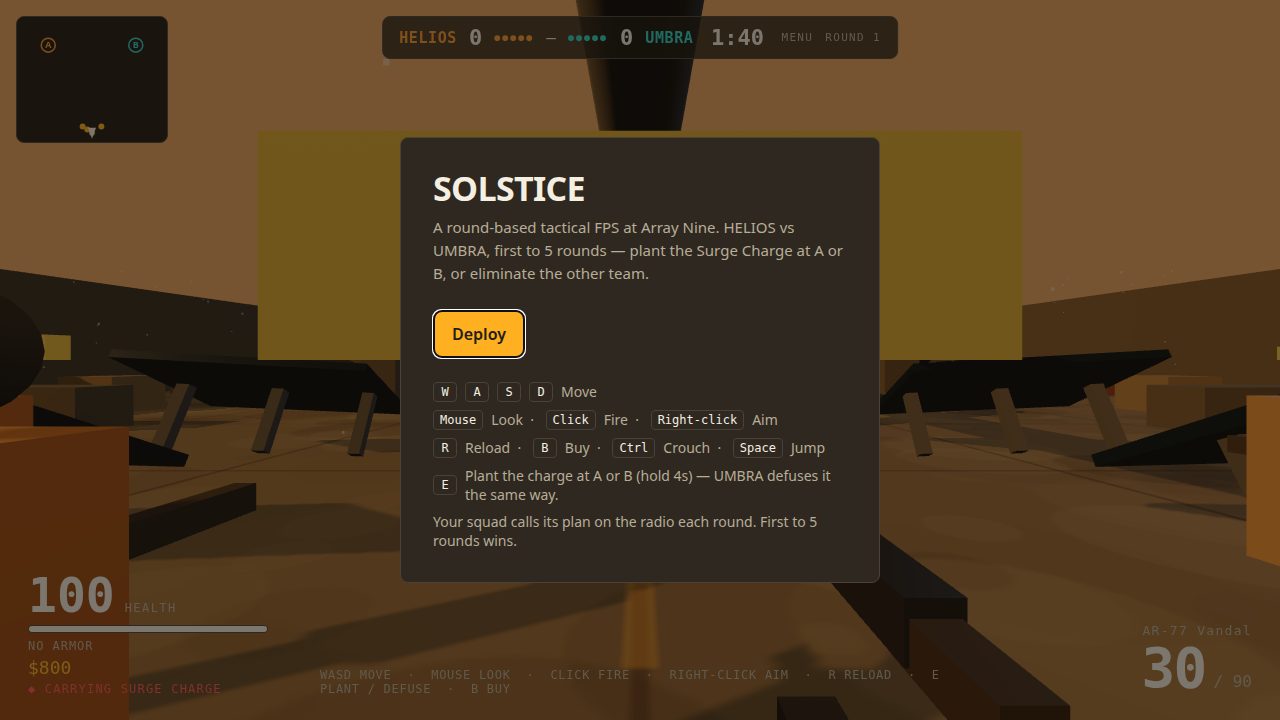 A B
HELIOS 0 — 0 UMBRA 1:40 MENU ROUND 1
SOLSTICE
A round-based tactical FPS at Array Nine. HELIOS vs
UMBRA, first to 5 rounds — plant the Surge Charge at A or
B, or eliminate the other team.
Deploy
W A S D Move
Mouse Look · Click Fire · Right-click Aim
R Reload · B Buy · Ctrl Crouch · Space Jump
E Plant the charge at A or B (hold 4s) — UMBRA defuses it
the same way.
Your squad calls its plan on the radio each round. First to 5
rounds wins.
100 HEALTH
NO ARMOR
$800
◆ CARRYING SURGE CHARGE
WASD MOVE · MOUSE LOOK · CLICK FIRE · RIGHT-CLICK AIM · R RELOAD · E
PLANT / DEFUSE · B BUY
AR-77 Vandal
30 / 90